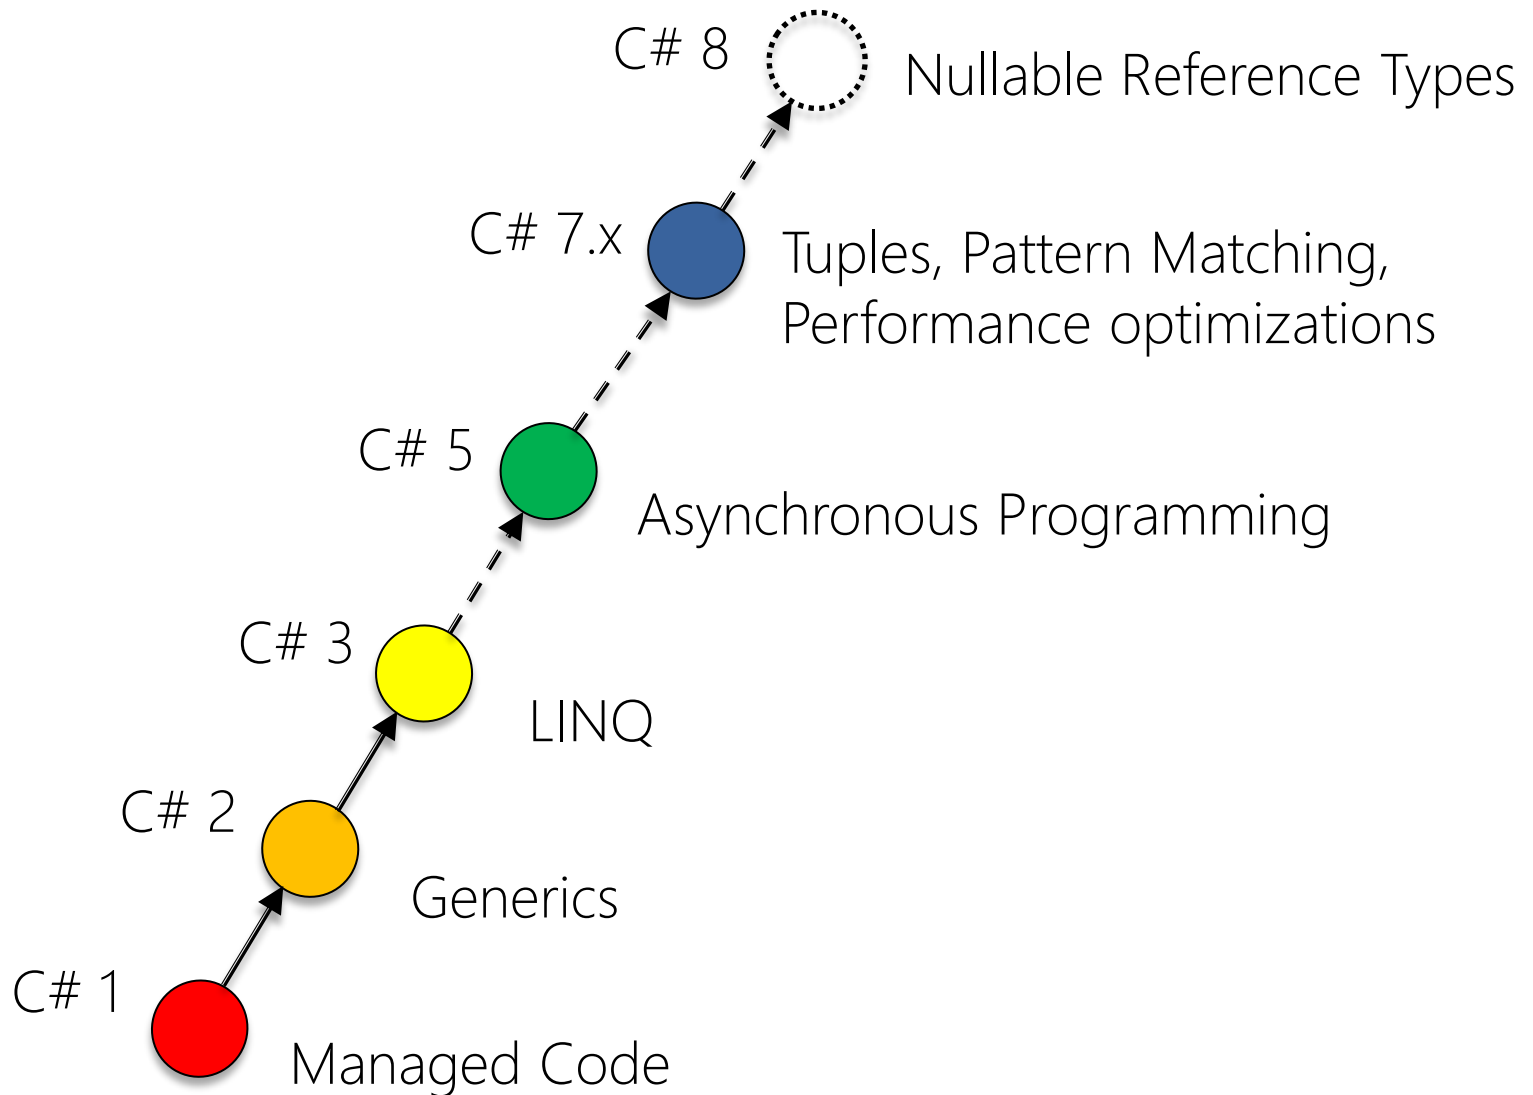 C# 8
Nullable Reference Types
C# 7.x
Tuples, Pattern Matching,
Performance optimizations
C# 5
Asynchronous Programming
C# 3
LINQ
C# 2
Generics
C# 1
Managed Code